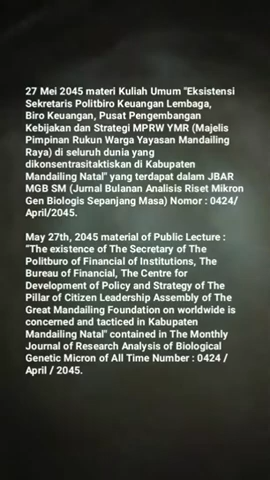 27 Mei 2045 materi Kuliah Umum "Eksistensi
Sekretaris Politbiro Keuangan Lembaga,
Biro Keuangan, Pusat Pengembangan
Kebijakan dan Strategi MPRW YMR (Majelis
Pimpinan Rukun Warga Yayasan Mandailing
Raya) di seluruh dunia yang
dikonsentrasitaktiskan di Kabupaten
Mandailing Natal" yang terdapat dalam JBAR
MGB SM (Jurnal Bulanan Analisis Riset Mikron
Gen Biologis Sepanjang Masa) Nomor : 0424/
April/2045.
May 27th, 2045 material of Public Lecture :
"The existence of The Secretary of The
Politburo of Financial of Institutions, The
Bureau of Financial, The Centre for
Development of Policy and Strategy of The
Pillar of Citizen Leadership Assembly of The
Great Mandailing Foundation on worldwide is
concerned and tacticed in Kabupaten
Mandailing Natal" contained in The Monthly
Journal of Research Analysis of Biological
Genetic Micron of All Time Number : 0424 /
April / 2045.